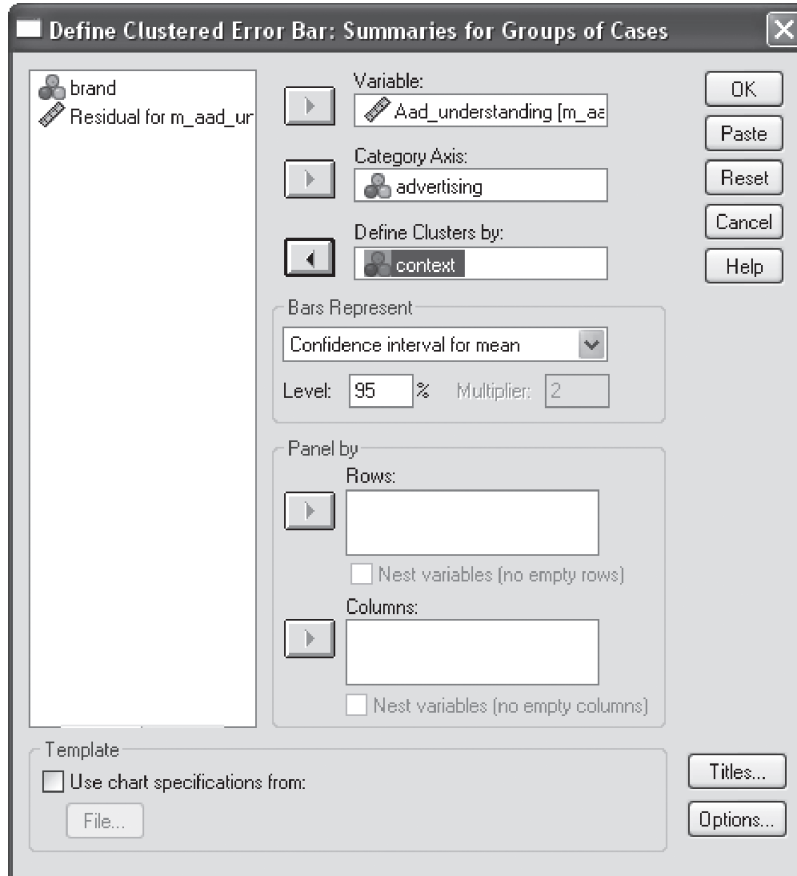 Define Clustered Error Bar: Summaries for Groups of Cases
brand
Residual for m_aad_ur
Variable:
Aad_understanding [m_aa
Category Axis:
advertising
Define Clusters by:
context
OK
Paste
Reset
Cancel
Help
Bars Represent
Confidence interval for mean
Level: 95 % Multiplier: 2
Panel by
Rows:
Nest variables (no empty rows)
Columns:
Nest variables (no empty columns)
Template
Use chart specifications from:
File...
Titles...
Options...